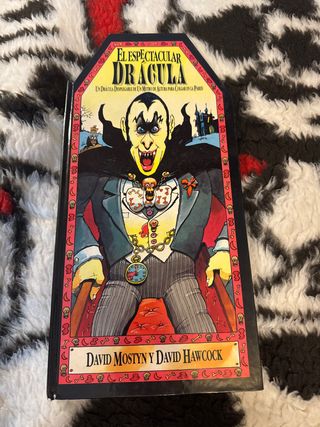 EL ESPECTACULAR
DRÁCULA
UN DRÁCULA DESPLEGABLE DE UN METRO DE ALTURA PARA COLGAR EN LA PARED
DAVID MOSTYN Y DAVID HAWCOCK